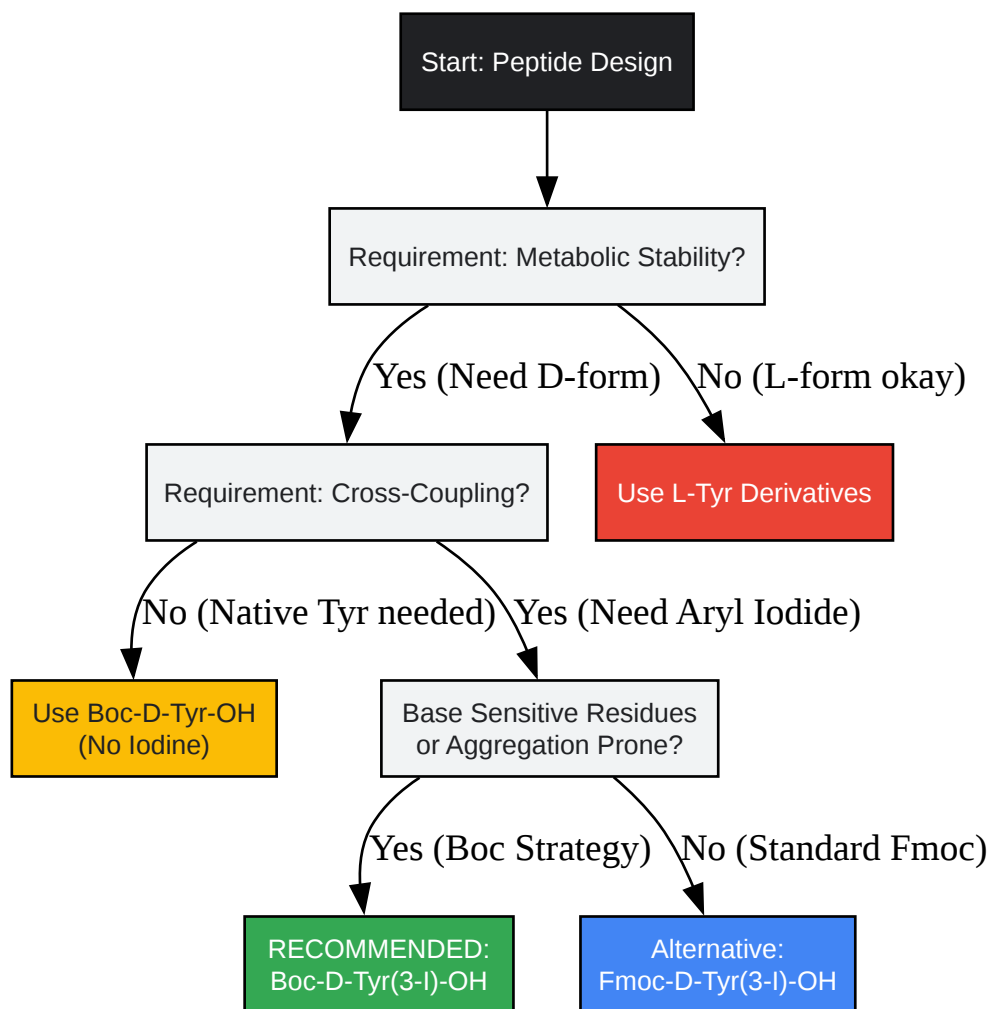 Start: Peptide Design
Requirement: Metabolic Stability?
Yes (Need D-form)
No (L-form okay)
Requirement: Cross-Coupling?
Use L-Tyr Derivatives
No (Native Tyr needed)
Yes (Need Aryl Iodide)
Use Boc-D-Tyr-OH
(No Iodine)
Base Sensitive Residues
or Aggregation Prone?
Yes (Boc Strategy)
No (Standard Fmoc)
RECOMMENDED:
Boc-D-Tyr(3-I)-OH
Alternative:
Fmoc-D-Tyr(3-I)-OH